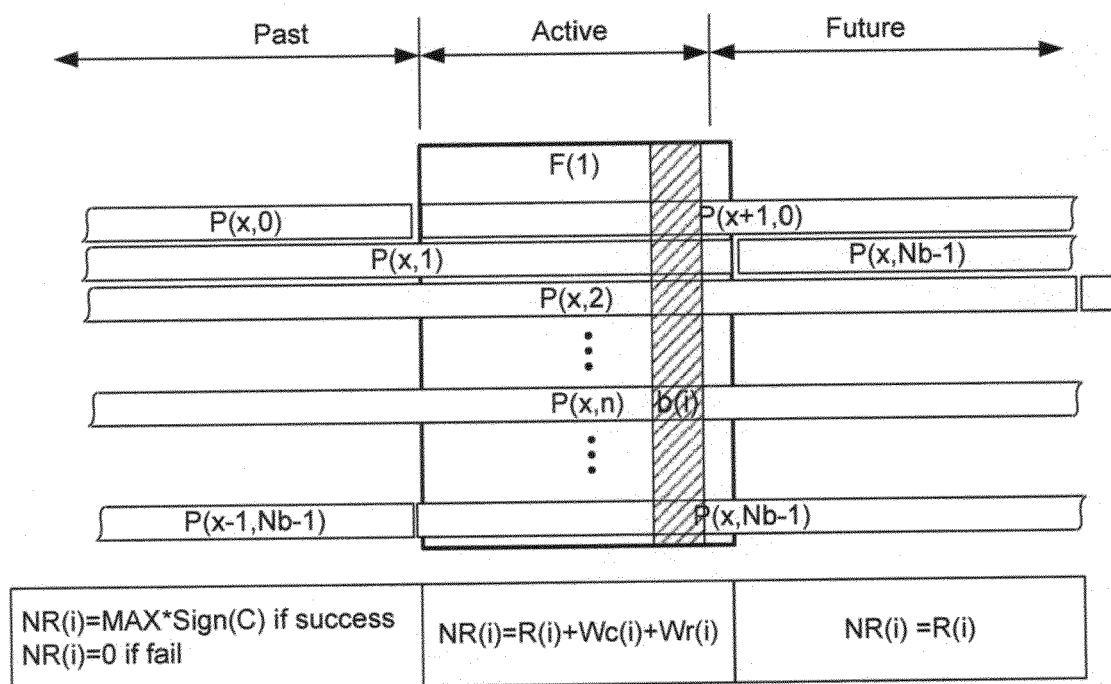 Past Active Future
F(1)
P(x,0) P(x+1,0)
P(x,1) P(x,Nb-1)
P(x,2)
P(x,n) b(i)
P(x-1,Nb-1) P(x,Nb-1)
NR(i)=MAX*Sign(C) if success
NR(i)=0 if fail
NR(i)=R(i)+Wc(i)+Wr(i)
NR(i) =R(i)